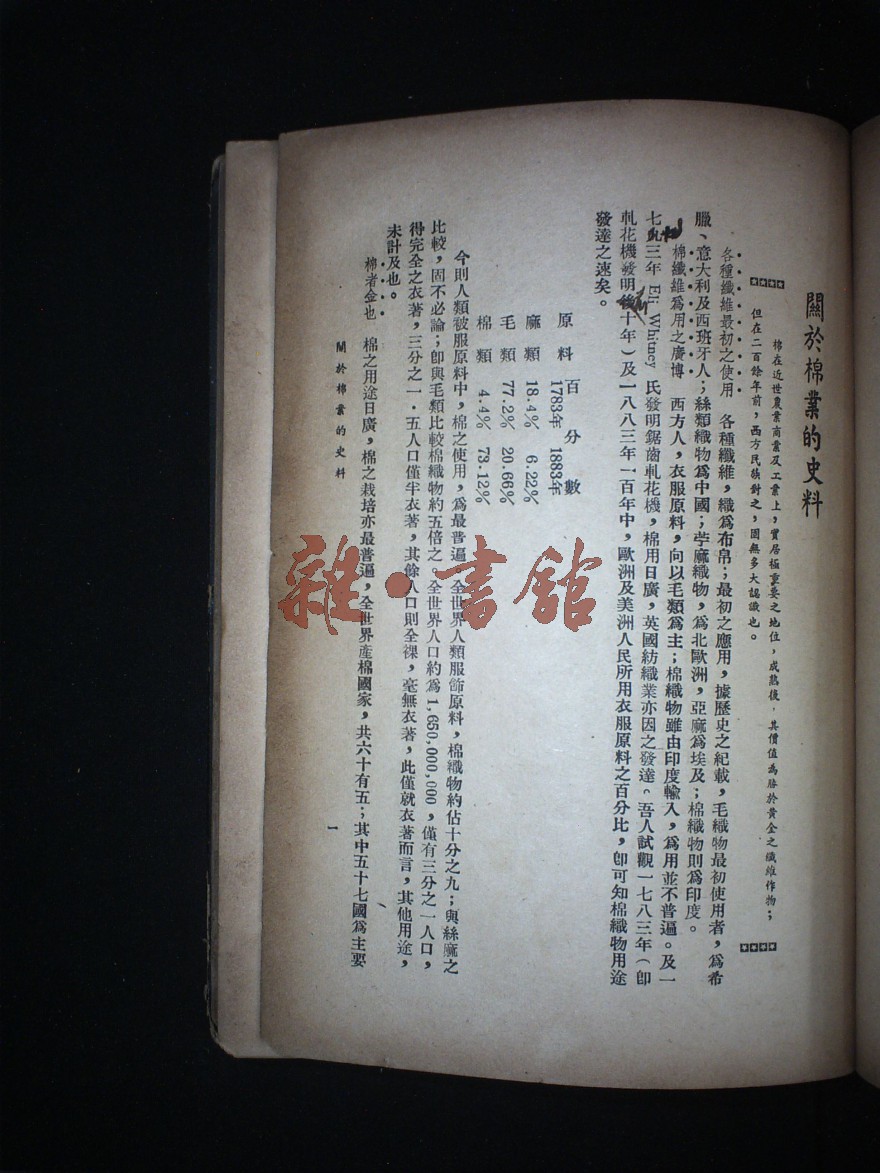 關於棉業的史料
棉在近世農業商業及工業上，實居極重要之地位，成熟後，其價值為勝於黃金之纖維作物；
但在二百餘年前，西方民族對之，固無多大認識也。
各種纖維最初之使用　各種纖維，織爲布帛；最初之應用，據歷史之紀載，毛織物最初使用者，爲希
臘、意大利及西班牙人；絲類織物爲中國；苧麻織物，爲北歐洲，亞麻爲埃及；棉織物則爲印度。
棉纖維爲用之廣博　西方人，衣服原料，向以毛類爲主；棉織物雖由印度輸入，爲用並不普遍。及一
七九三年 Eli Whitney 氏發明鋸齒軋花機，棉用日廣，英國紡織業亦因之發達。吾人試觀一七八三年（卽
軋花機發明前十年）及一八八三年一百年中，歐洲及美洲人民所用衣服原料之百分比，卽可知棉織物用途
發達之速矣。
原料　百分數
1783年　1883年
麻類　18.4%　6.22%
毛類　77.2%　20.66%
棉類　4.4%　73.12%
今則人類被服原料中，棉之使用，爲最普遍。全世界人類服飾原料，棉織物約佔十分之九；與絲麻之
比較，固不必論；卽與毛類比較棉織物約五倍之。全世界人口約爲1,650,000,000，僅有三分之一人口，
得完全之衣著，三分之一．五人口僅半衣著，其餘人口則全裸，毫無衣著，此僅就衣著而言，其他用途，
未計及也。
棉者金也　棉之用途日廣，棉之栽培亦最普遍，全世界產棉國家，共六十有五；其中五十七國爲主要
關於棉業的史料
一
雜·書館